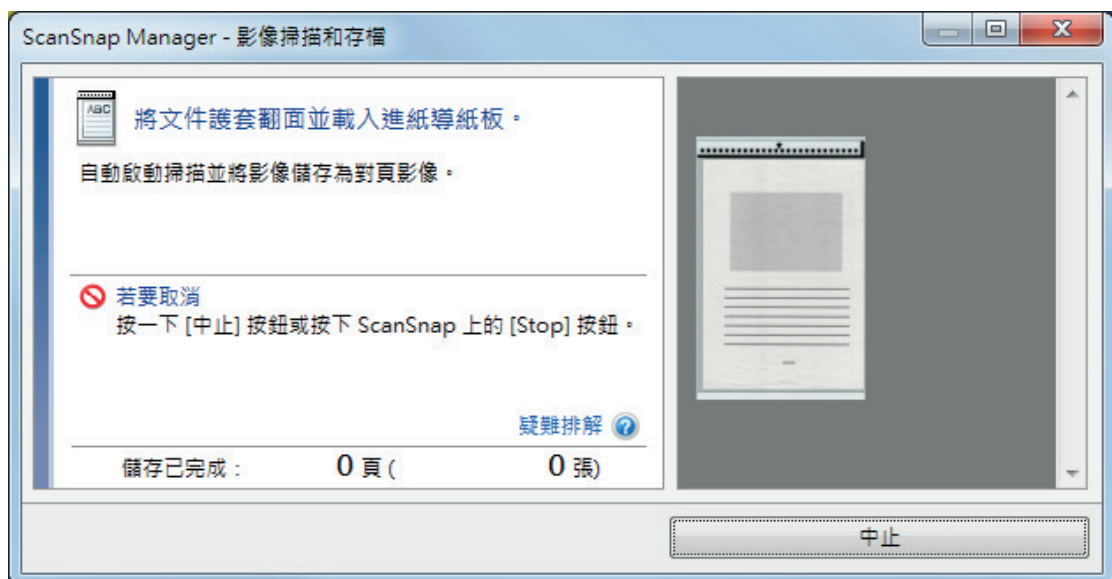 ScanSnap Manager - 影像掃描和存檔
ABC
將文件護套翻面並載入進紙導紙板。
自動啟動掃描並將影像儲存為對頁影像。
若要取消
按一下 [中止] 按鈕或按下 ScanSnap 上的 [Stop] 按鈕。
疑難排解
儲存已完成： 0 頁 ( 0 張)
中止